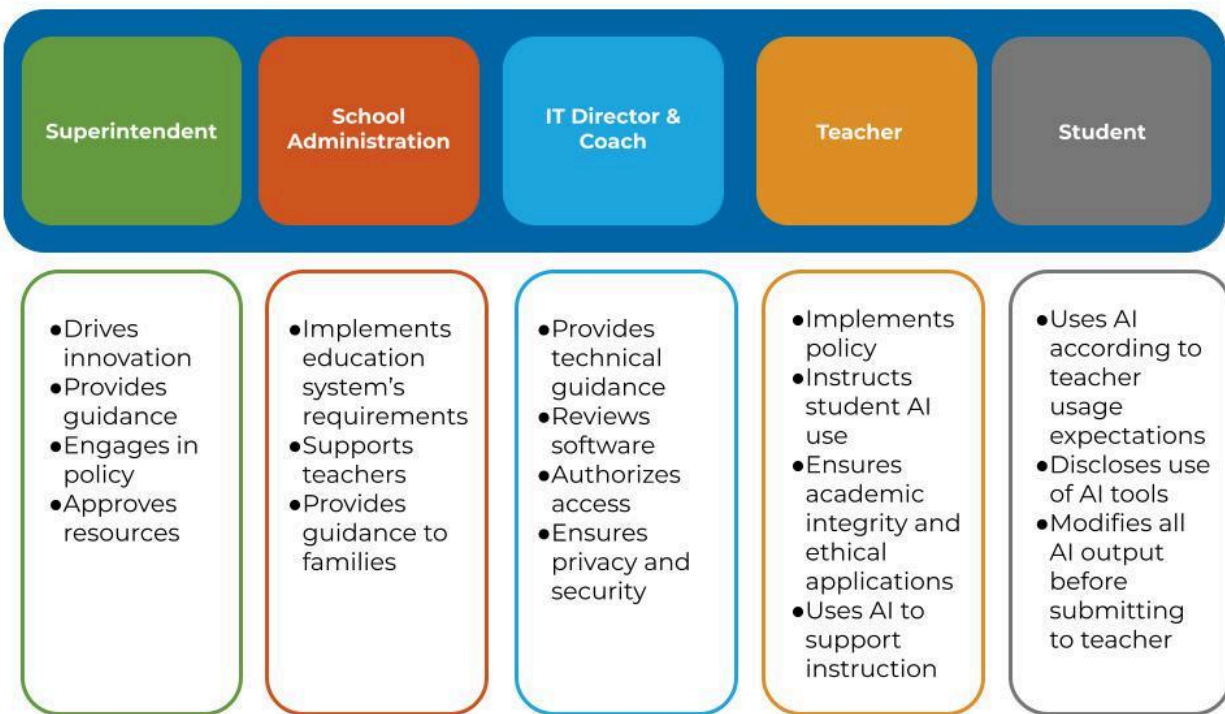 Superintendent
School
Administration
IT Director &
Coach
Teacher
Student
●Drives
innovation
●Provides
guidance
●Engages in
policy
●Approves
resources
●Implements
education
system’s
requirements
●Supports
teachers
●Provides
guidance to
families
●Provides
technical
guidance
●Reviews
software
●Authorizes
access
●Ensures
privacy and
security
●Implements
policy
●Instructs
student AI
use
●Ensures
academic
integrity and
ethical
applications
●Uses AI to
support
instruction
●Uses AI
according to
teacher
usage
expectations
●Discloses use
of AI tools
●Modifies all
AI output
before
submitting
to teacher